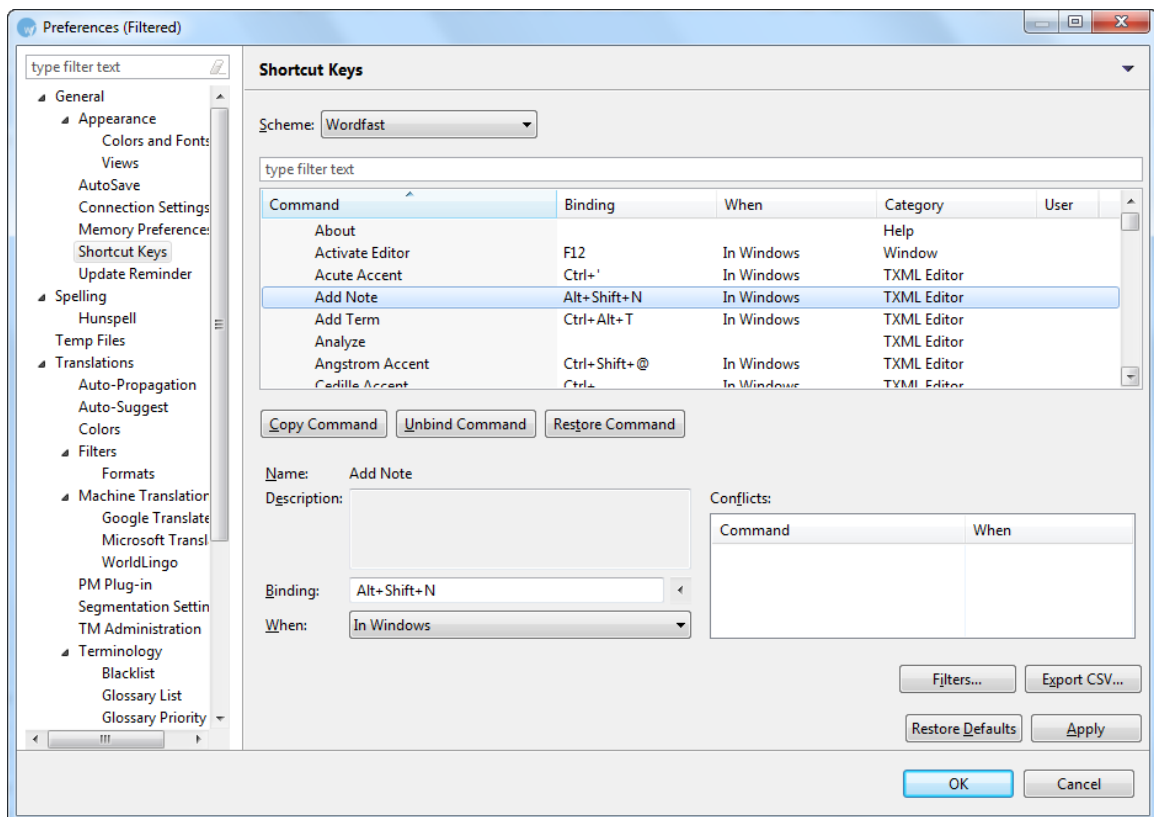 Preferences (Filtered)
type filter text
General
Appearance
Colors and Fonts
Views
AutoSave
Connection Settings
Memory Preferences
Shortcut Keys
Update Reminder
Spelling
Hunspell
Temp Files
Translations
Auto-Propagation
Auto-Suggest
Colors
Filters
Formats
Machine Translation
Google Translate
Microsoft Transl
WorldLingo
PM Plug-in
Segmentation Settin
TM Administration
Terminology
Blacklist
Glossary List
Glossary Priority
Shortcut Keys
Scheme: Wordfast
type filter text
Command Binding When Category User
About Help
Activate Editor F12 In Windows Window
Acute Accent Ctrl+' In Windows TXML Editor
Add Note Alt+Shift+N In Windows TXML Editor
Add Term Ctrl+Alt+T In Windows TXML Editor
Analyze TXML Editor
Angstrom Accent Ctrl+Shift+@ In Windows TXML Editor
Cedille Accent Ctrl+ In Windows TXML Editor
Copy Command Unbind Command Restore Command
Name: Add Note
Description:
Binding: Alt+Shift+N
When: In Windows
Conflicts:
Command When
Filters... Export CSV...
Restore Defaults Apply
OK Cancel